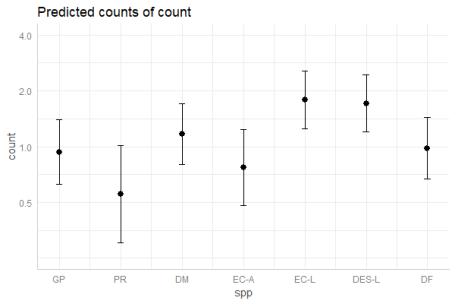 Predicted counts of count
4.0
2.0
1.0
0.5
count
GP PR DM EC-A EC-L DES-L DF
spp